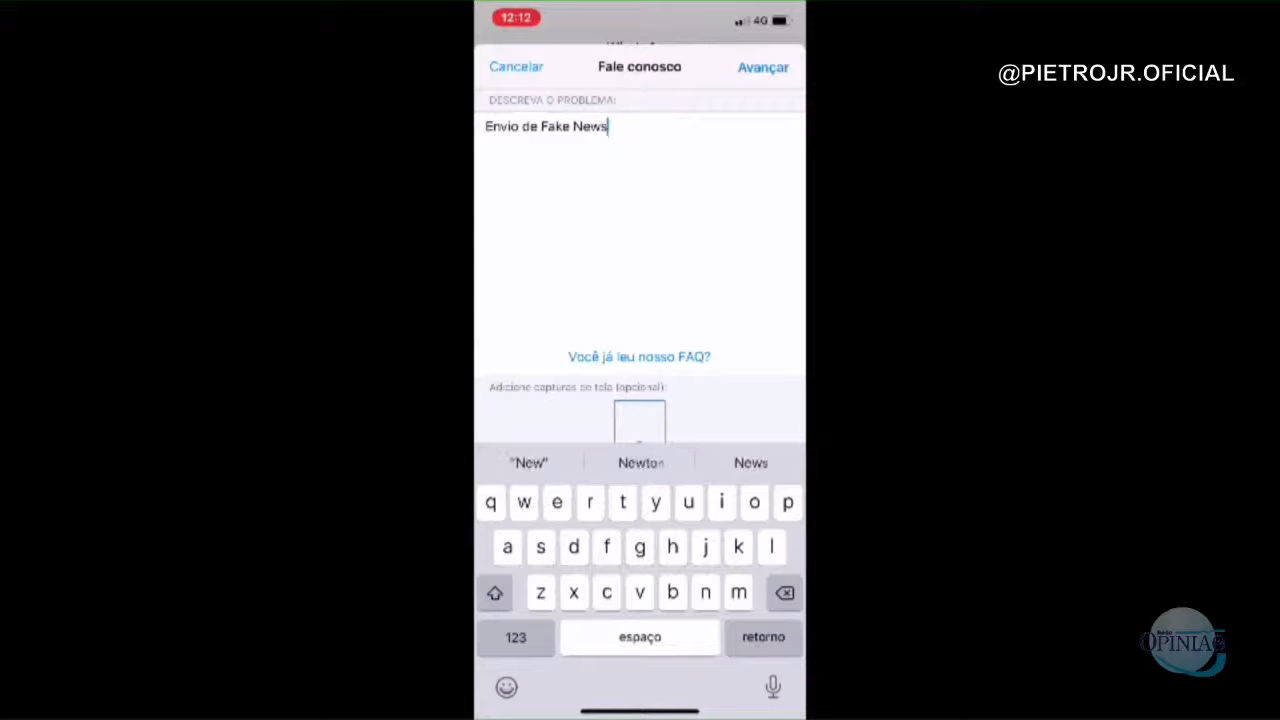 12:12
4G
Cancelar
Fale conosco
Avançar
@PIETROJR.OFICIAL
DESCREVA O PROBLEMA:
Envio de Fake News
Você já leu nosso FAQ?
Adicione capturas de tela (opcional):
"New"
Newton
News
q w e r t y u i o p
a s d f g h j k l
z x c v b n m
123
espaço
retorno
OPINIÃO